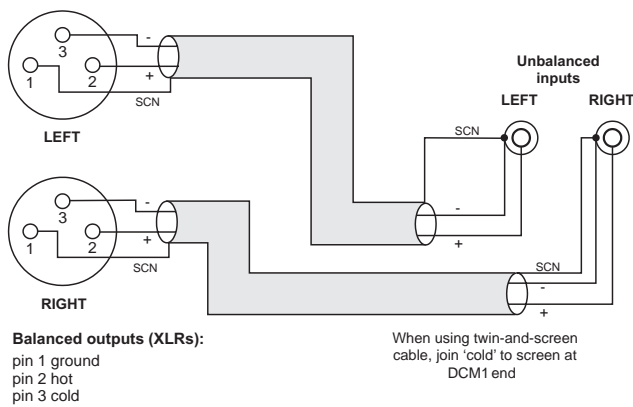 3
-
1
2
+
SCN
LEFT
Unbalanced
inputs
LEFT RIGHT
SCN
-
+
3
-
1
2
+
SCN
RIGHT
SCN
-
+
Balanced outputs (XLRs):
pin 1 ground
pin 2 hot
pin 3 cold
When using twin-and-screen
cable, join ‘cold’ to screen at
DCM1 end